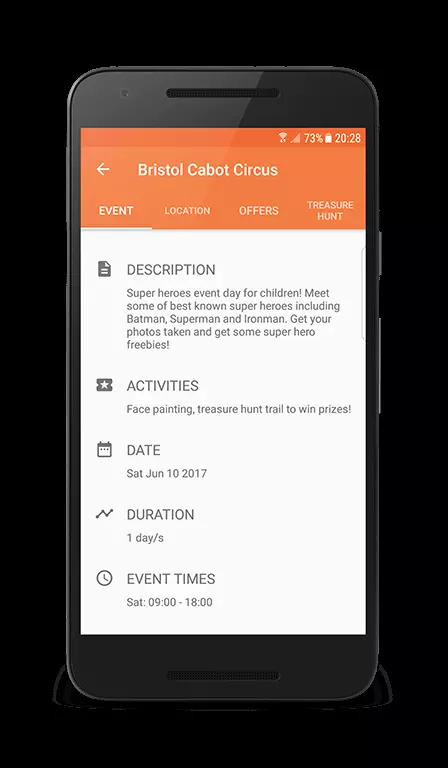 73% 20:28
Bristol Cabot Circus
EVENT
LOCATION
OFFERS
TREASURE
HUNT
DESCRIPTION
Super heroes event day for children! Meet
some of best known super heroes including
Batman, Superman and Ironman. Get your
photos taken and get some super hero
freebies!
ACTIVITIES
Face painting, treasure hunt trail to win prizes!
DATE
Sat Jun 10 2017
DURATION
1 day/s
EVENT TIMES
Sat: 09:00 - 18:00